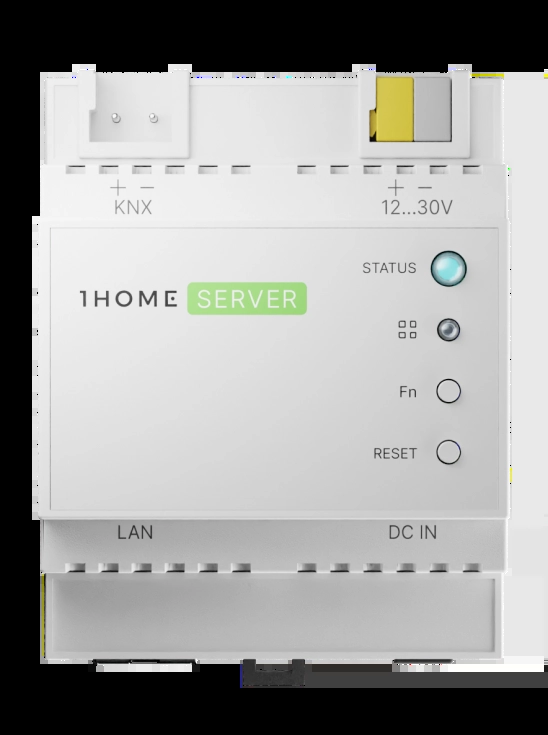 + −
KNX
+ −
12...30V
STATUS
1HOME SERVER
Fn
RESET
LAN
DC IN